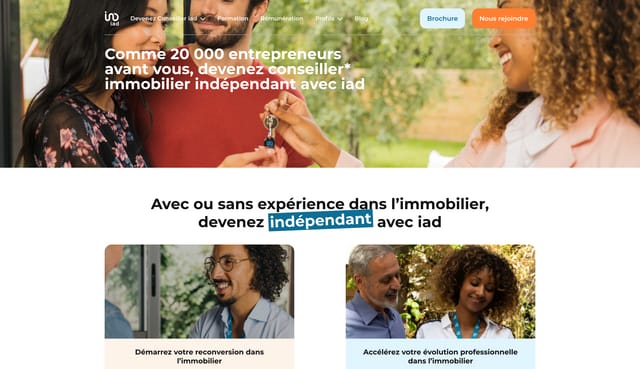 iad
Devenez Conseiller iad Formation Rémunération Profils Blog Brochure Nous rejoindre
Comme 20 000 entrepreneurs
avant vous, devenez conseiller*
immobilier indépendant avec iad
Avec ou sans expérience dans l’immobilier,
devenez indépendant avec iad
Démarrez votre reconversion dans
l’immobilier
Accélérez votre évolution professionnelle
dans l’immobilier